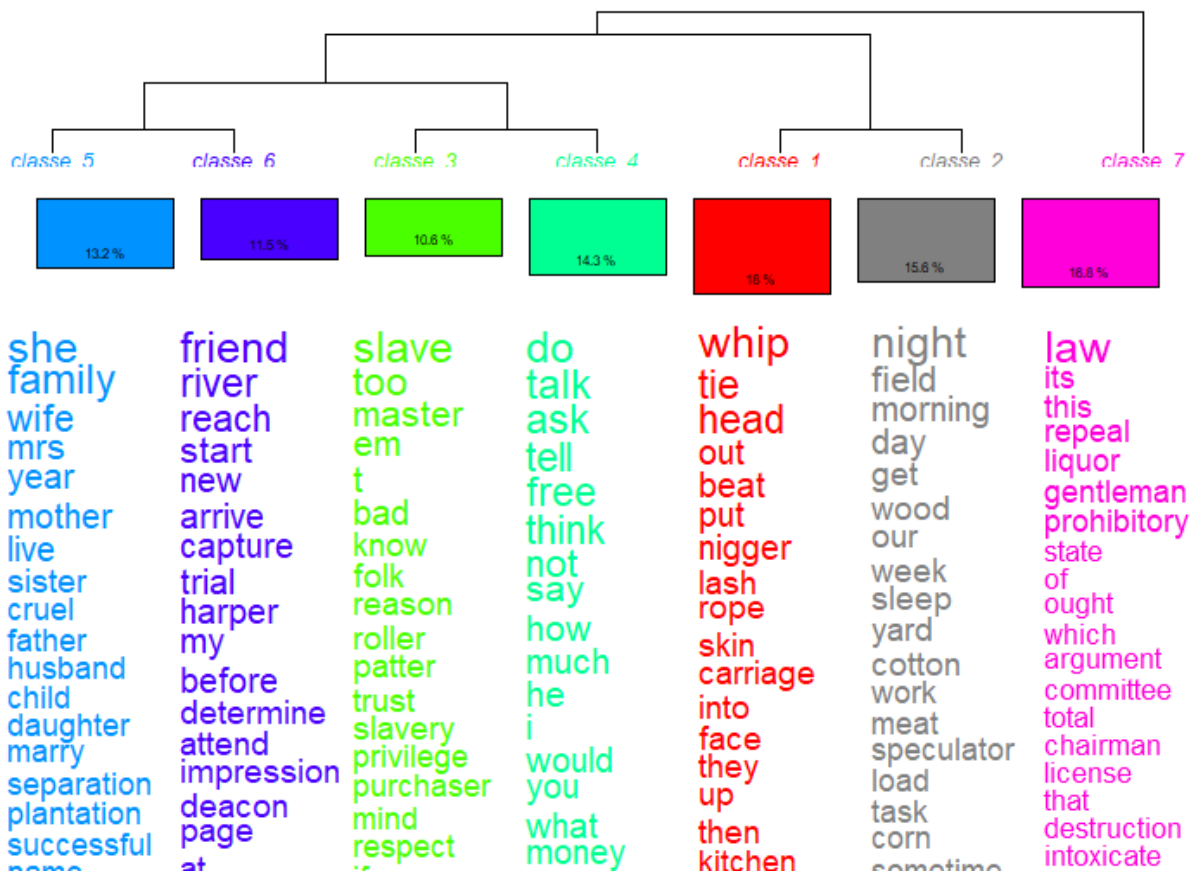 classe 5
classe 6
classe 3
classe 4
classe 1
classe 2
classe 7
13.2 %
11.5 %
10.6 %
14.3 %
18 %
15.6 %
16.8 %
she
family
wife
mrs
year
mother
live
sister
cruel
father
husband
child
daughter
marry
separation
plantation
successful
name
friend
river
reach
start
new
arrive
capture
trial
harper
my
before
determine
attend
impression
deacon
page
at
slave
too
master
em
t
bad
know
folk
reason
roller
patter
trust
slavery
privilege
purchaser
mind
respect
do
talk
ask
tell
free
think
not
say
how
much
he
i
would
you
what
money
whip
tie
head
out
beat
put
nigger
lash
rope
skin
carriage
into
face
they
up
then
kitchen
night
field
morning
day
get
wood
our
week
sleep
yard
cotton
work
meat
speculator
load
task
corn
sometime
law
its
this
repeal
liquor
gentleman
prohibitory
state
of
ought
which
argument
committee
total
chairman
license
that
destruction
intoxicate